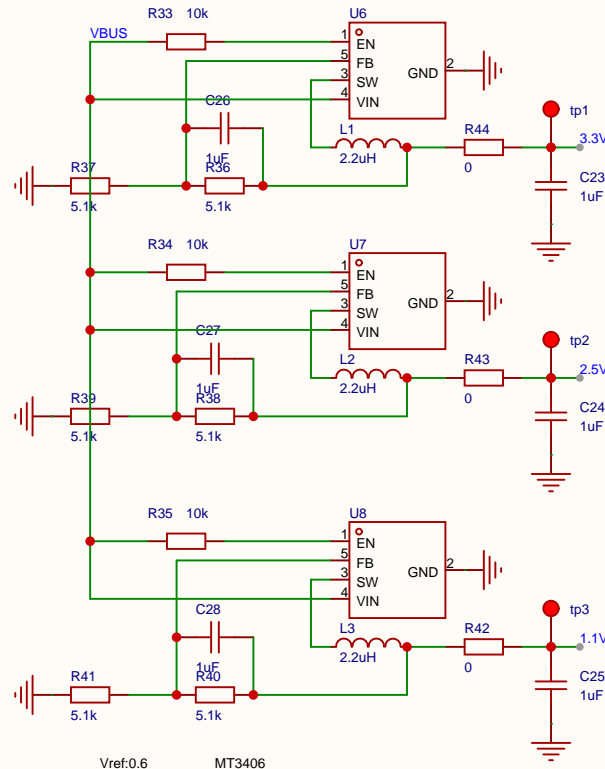 R33 10k
U6
VBUS
1 EN
5 FB
3 SW
4 VIN
GND 2
C26
1uF
L1
2.2uH
R44
0
tp1
3.3V
R37
5.1k
R36
5.1k
C23
1uF
R34 10k
U7
1 EN
5 FB
3 SW
4 VIN
GND 2
C27
1uF
L2
2.2uH
R43
0
tp2
2.5V
R39
5.1k
R38
5.1k
C24
1uF
R35 10k
U8
1 EN
5 FB
3 SW
4 VIN
GND 2
C28
1uF
L3
2.2uH
R42
0
tp3
1.1V
R41
5.1k
R40
5.1k
C25
1uF
Vref:0.6 MT3406